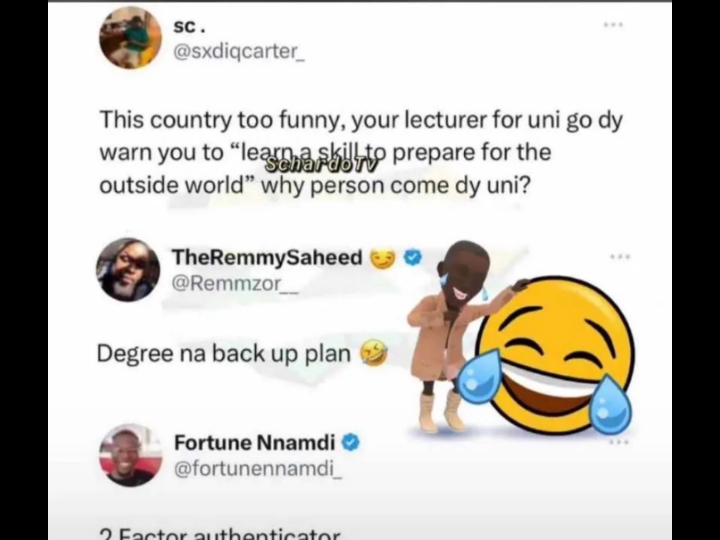 sc .
@sxdiqcarter_
This country too funny, your lecturer for uni go dy
warn you to “learn a skill to prepare for the
SchardoTV
outside world” why person come dy uni?
TheRemmySaheed 😏
@Remmzor__
Degree na back up plan 🤣
Fortune Nnamdi
@fortunennamdi_
2 Factor authenticator